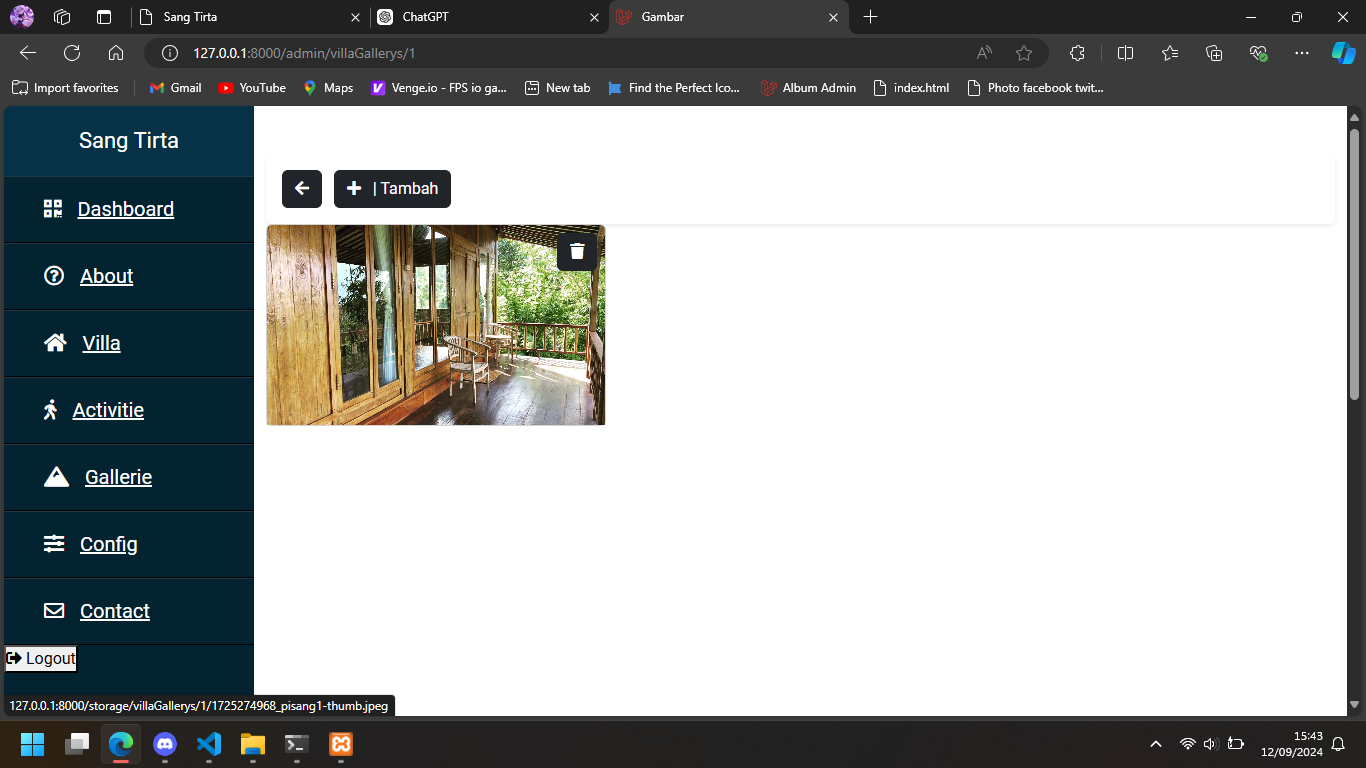 Sang Tirta
ChatGPT
Gambar
127.0.0.1:8000/admin/villaGallerys/1
Import favorites
Gmail
YouTube
Maps
Venge.io - FPS io ga...
New tab
Find the Perfect Ico...
Album Admin
index.html
Photo facebook twit...
Sang Tirta
| Tambah
Dashboard
About
Villa
Activitie
Gallerie
Config
Contact
Logout
127.0.0.1:8000/storage/villaGallerys/1/1725274968_pisang1-thumb.jpeg
15:43
12/09/2024